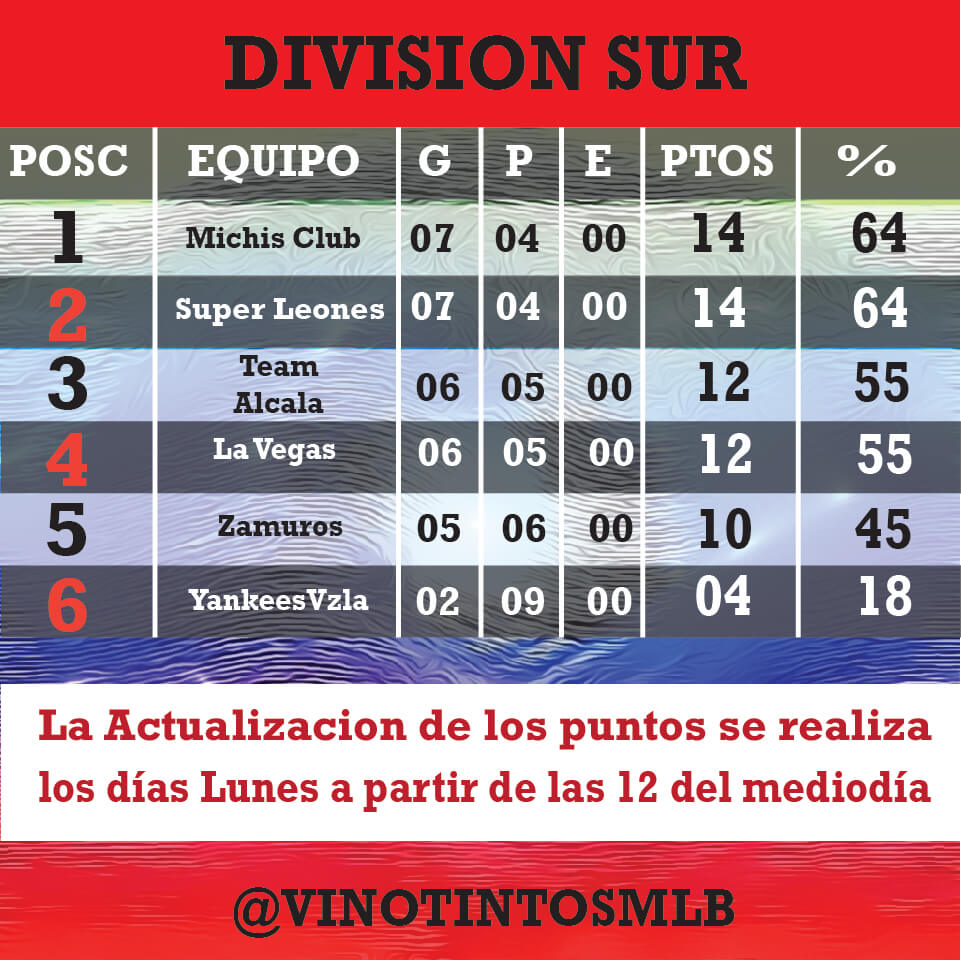 DIVISION SUR
POSC EQUIPO G P E PTOS %
1 Michis Club 07 04 00 14 64
2 Super Leones 07 04 00 14 64
3 Team Alcala 06 05 00 12 55
4 La Vegas 06 05 00 12 55
5 Zamuros 05 06 00 10 45
6 YankeesVzla 02 09 00 04 18
La Actualizacion de los puntos se realiza
los días Lunes a partir de las 12 del mediodía
@VINOTINTOSMLB